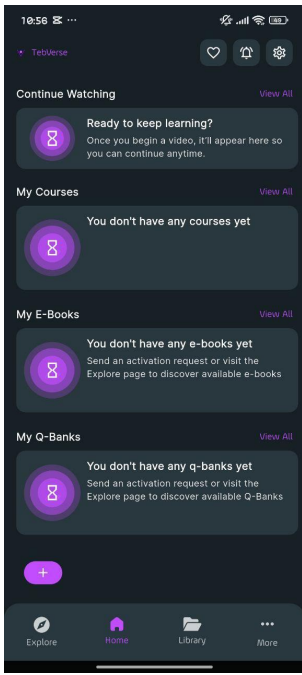 10:56
49
TebVerse
Continue Watching
View All
Ready to keep learning?
Once you begin a video, it'll appear here so
you can continue anytime.
My Courses
View All
You don't have any courses yet
My E-Books
View All
You don't have any e-books yet
Send an activation request or visit the
Explore page to discover available e-books
My Q-Banks
View All
You don't have any q-banks yet
Send an activation request or visit the
Explore page to discover available Q-Banks
Explore
Home
Library
More